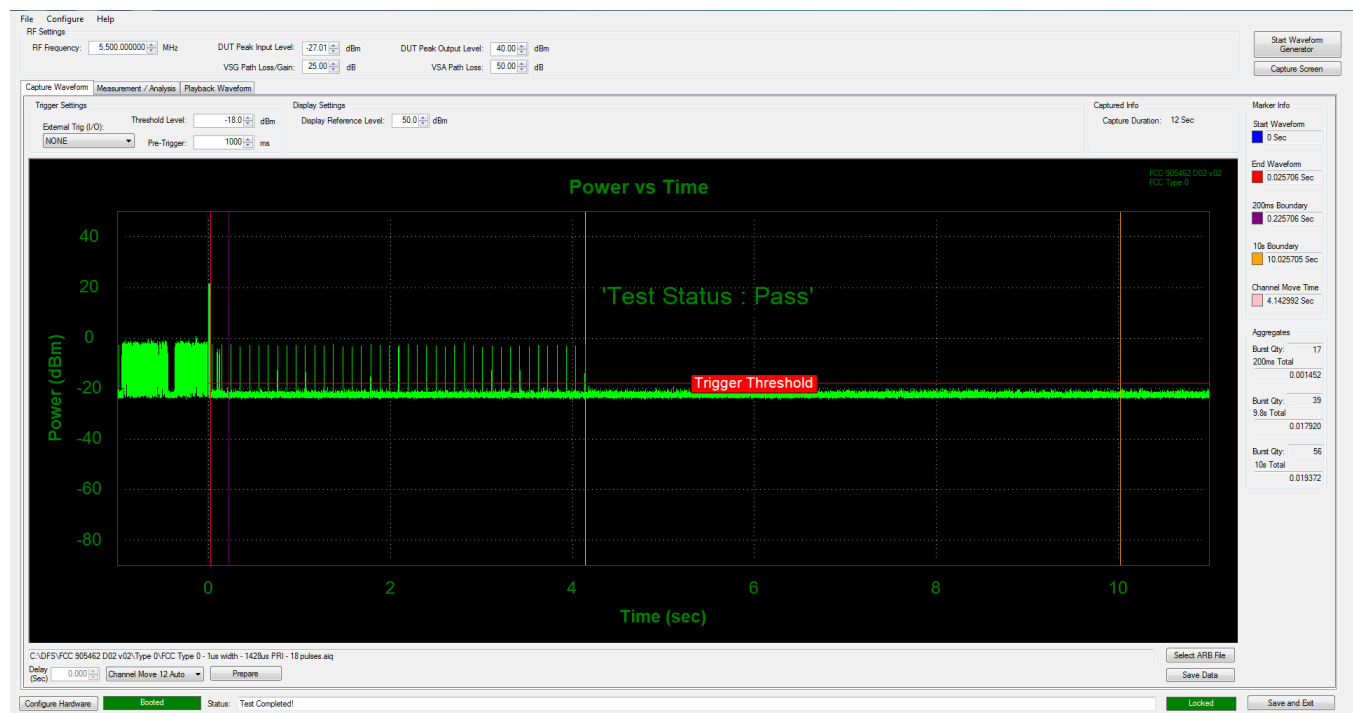 File Configure Help
RF Settings
RF Frequency: 5,500.000000 MHz DUT Peak Input Level: -27.01 dBm DUT Peak Output Level: 40.00 dBm
VSG Path Loss/Gain: 25.00 dB VSA Path Loss: 50.00 dB
Start Waveform
Generator
Capture Screen
Capture Waveform Measurement / Analysis Playback Waveform
Trigger Settings
External Trig (I/O):
NONE
Threshold Level: -18.0 dBm
Pre-Trigger: 1000 ms
Display Settings
Display Reference Level: 50.0 dBm
Captured Info
Capture Duration: 12 Sec
Marker Info
Start Waveform
0 Sec
End Waveform
0.025706 Sec
200ms Boundary
0.225706 Sec
10s Boundary
10.025705 Sec
Channel Move Time
4.142992 Sec
Aggregates
Burst Qty: 17
200ms Total
0.001452
Burst Qty: 39
9.8s Total
0.017920
Burst Qty: 56
10s Total
0.019372
Power vs Time
FCC 905462 D02 v02
FCC Type 0
'Test Status : Pass'
Trigger Threshold
Power (dBm)
40
20
0
-20
-40
-60
-80
0 2 4 6 8 10
Time (sec)
C:\DFS\FCC 905462 D02 v02\Type 0\FCC Type 0 - 1us width - 1428us PRI - 18 pulses.aiq
Select ARB File
Delay
(Sec) 0.000 Channel Move 12 Auto Prepare
Save Data
Configure Hardware Booted Status: Test Completed! Locked Save and Exit